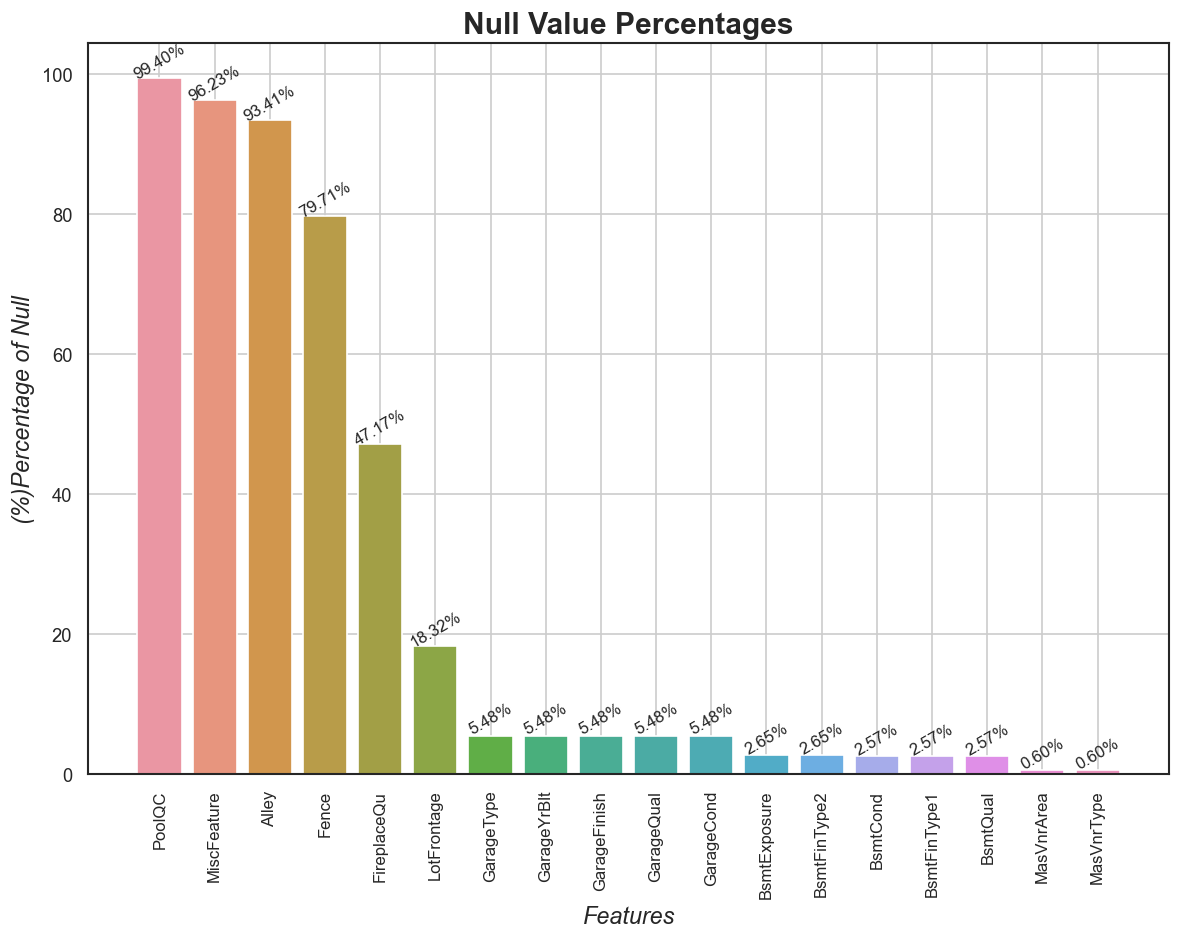 Null Value Percentages
(%)Percentage of Null
100
80
60
40
20
0
99.40%
96.23%
93.41%
79.71%
47.17%
18.32%
5.48%
5.48%
5.48%
5.48%
5.48%
2.65%
2.65%
2.57%
2.57%
2.57%
0.60%
0.60%
PoolQC
MiscFeature
Alley
Fence
FireplaceQu
LotFrontage
GarageType
GarageYrBlt
GarageFinish
GarageQual
GarageCond
BsmtExposure
BsmtFinType2
BsmtCond
BsmtFinType1
BsmtQual
MasVnrArea
MasVnrType
Features